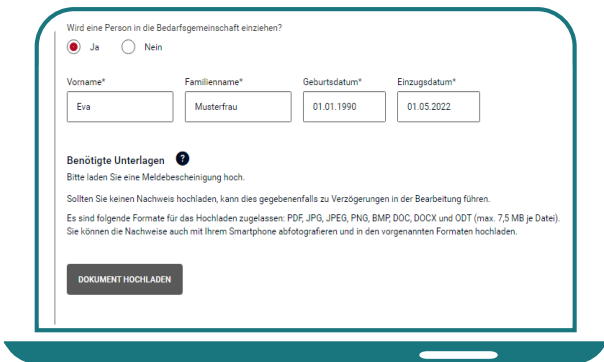 Wird eine Person in die Bedarfsgemeinschaft einziehen?
Ja Nein
Vorname* Familienname* Geburtsdatum* Einzugsdatum*
Eva Musterfrau 01.01.1990 01.05.2022
Benötigte Unterlagen ?
Bitte laden Sie eine Meldebescheinigung hoch.
Sollten Sie keinen Nachweis hochladen, kann dies gegebenenfalls zu Verzögerungen in der Bearbeitung führen.
Es sind folgende Formate für das Hochladen zugelassen: PDF, JPG, JPEG, PNG, BMP, DOC, DOCX und ODT (max. 7,5 MB je Datei).
Sie können die Nachweise auch mit Ihrem Smartphone abfotografieren und in den vorgenannten Formaten hochladen.
DOKUMENT HOCHLADEN